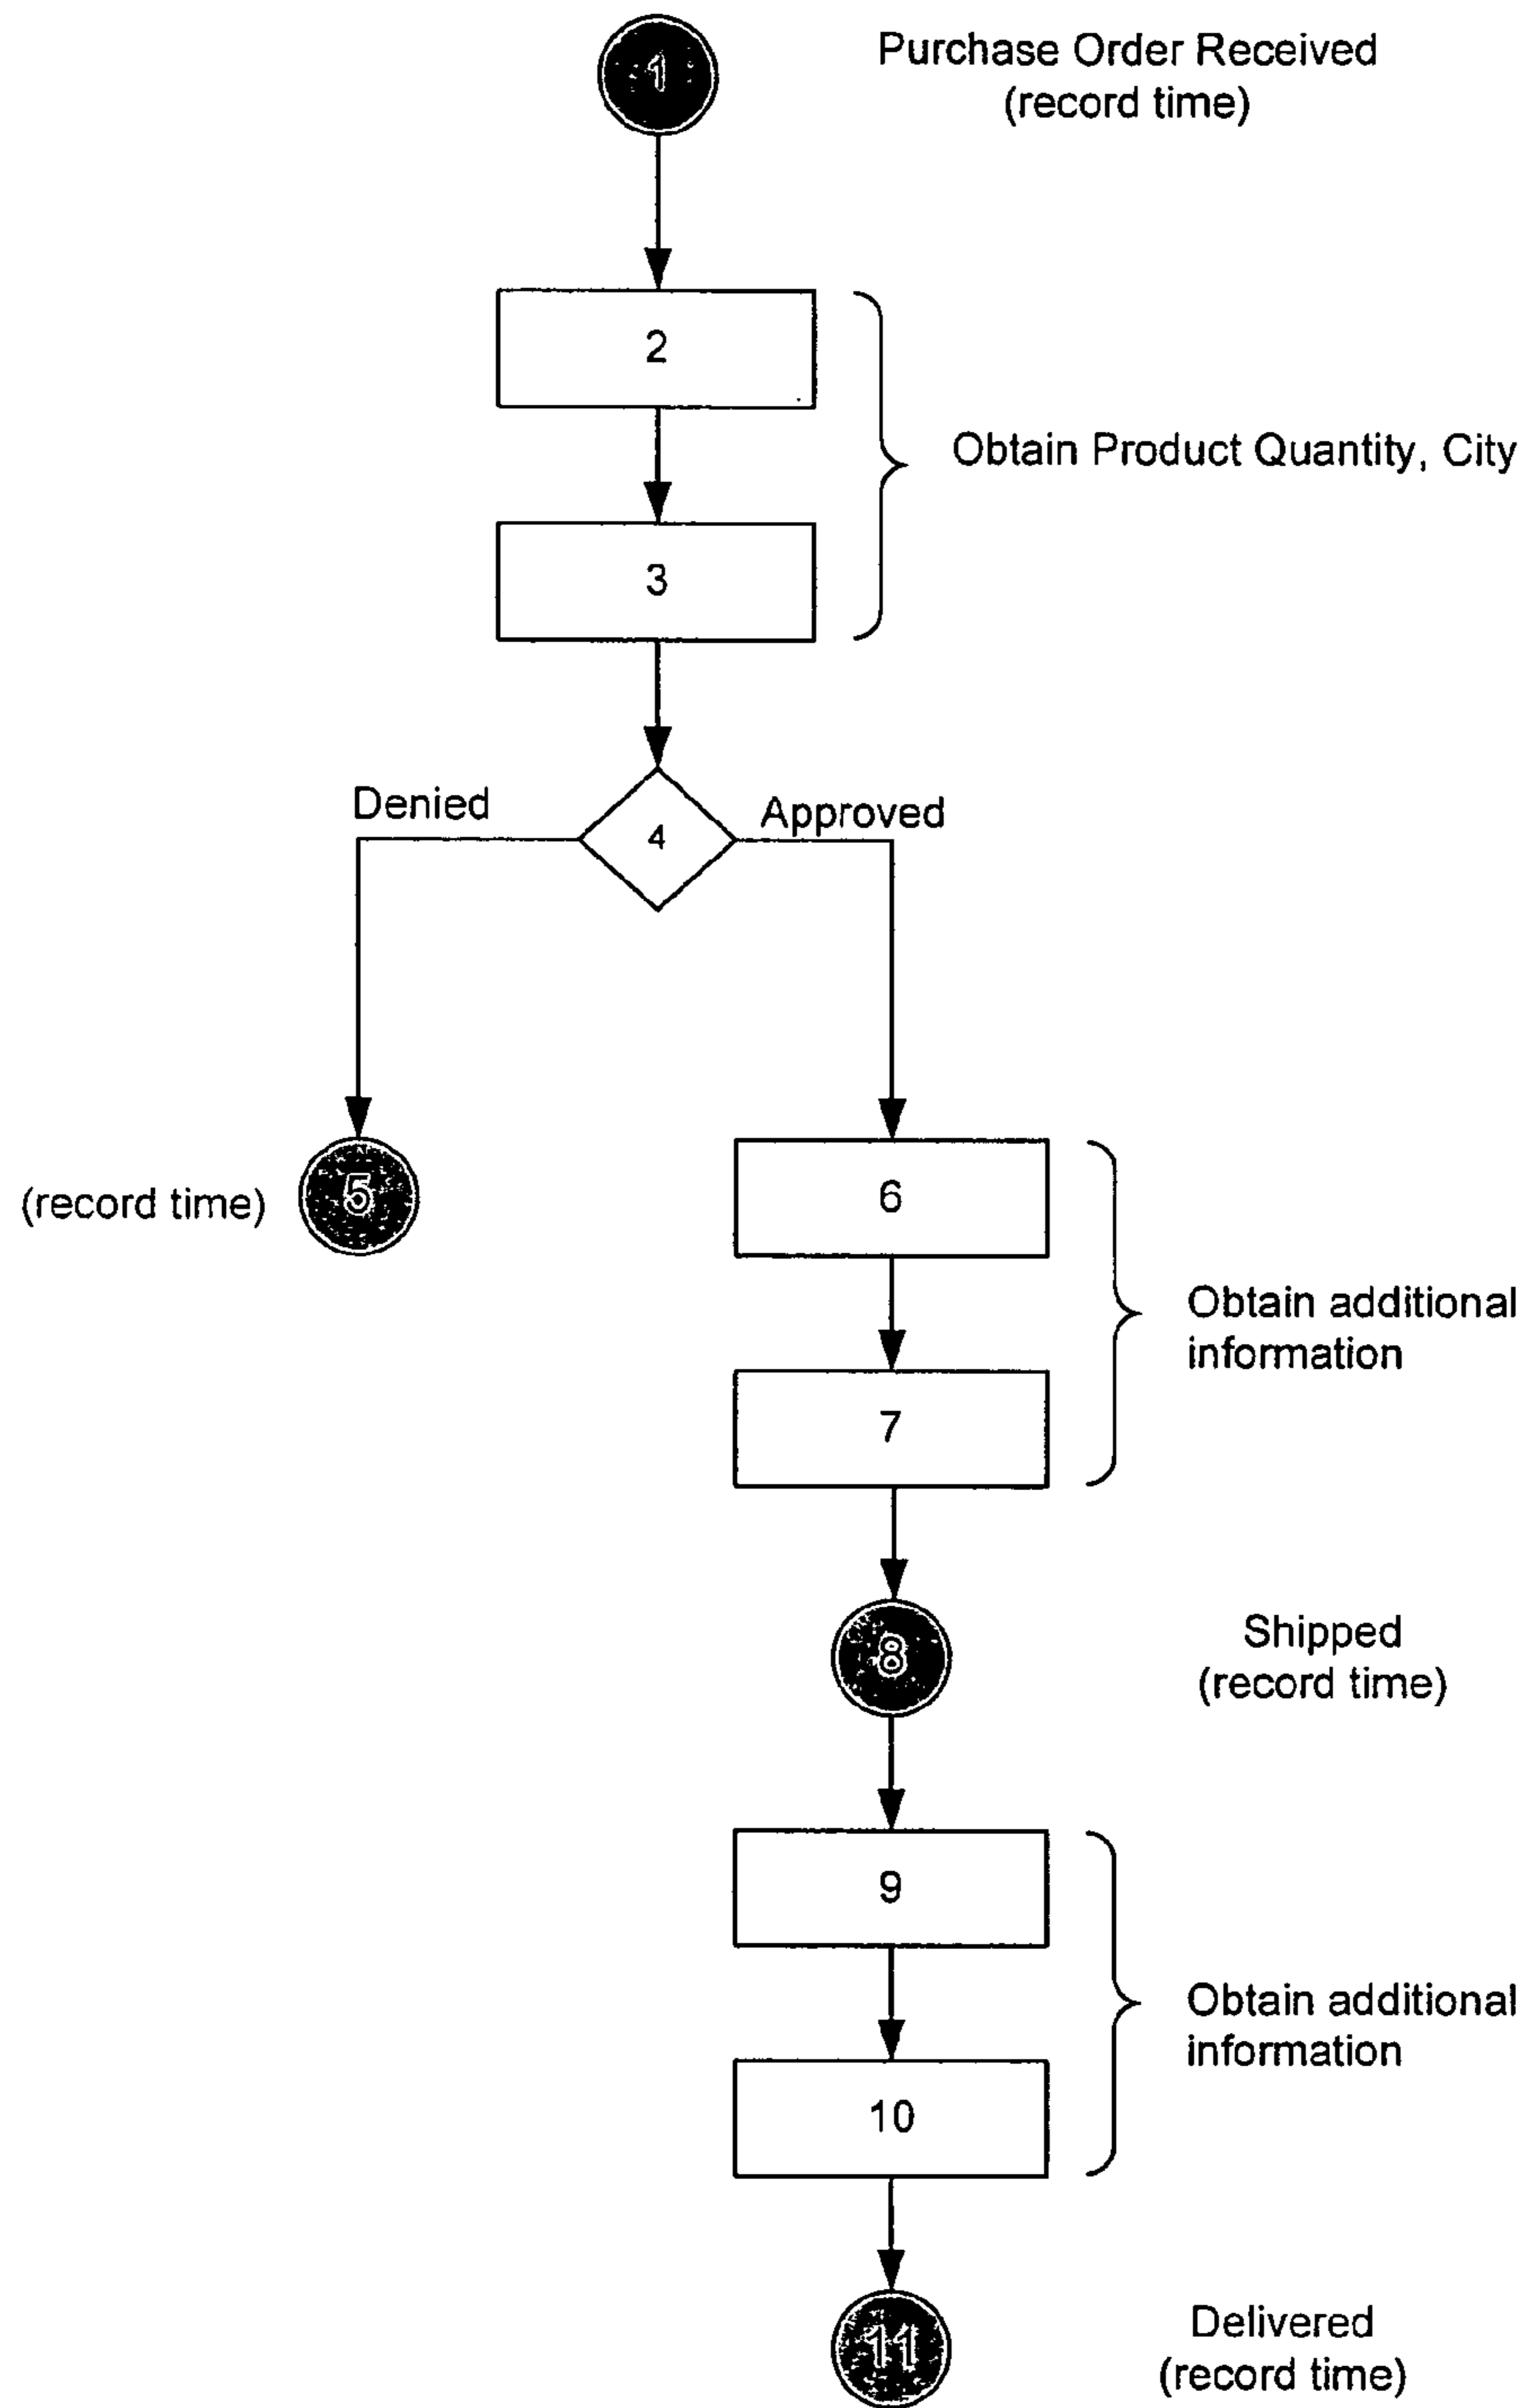 1
Purchase Order Received
(record time)
2
Obtain Product Quantity, City
3
Denied
Approved
4
(record time)
5
6
Obtain additional
information
7
8
Shipped
(record time)
9
Obtain additional
information
10
11
Delivered
(record time)